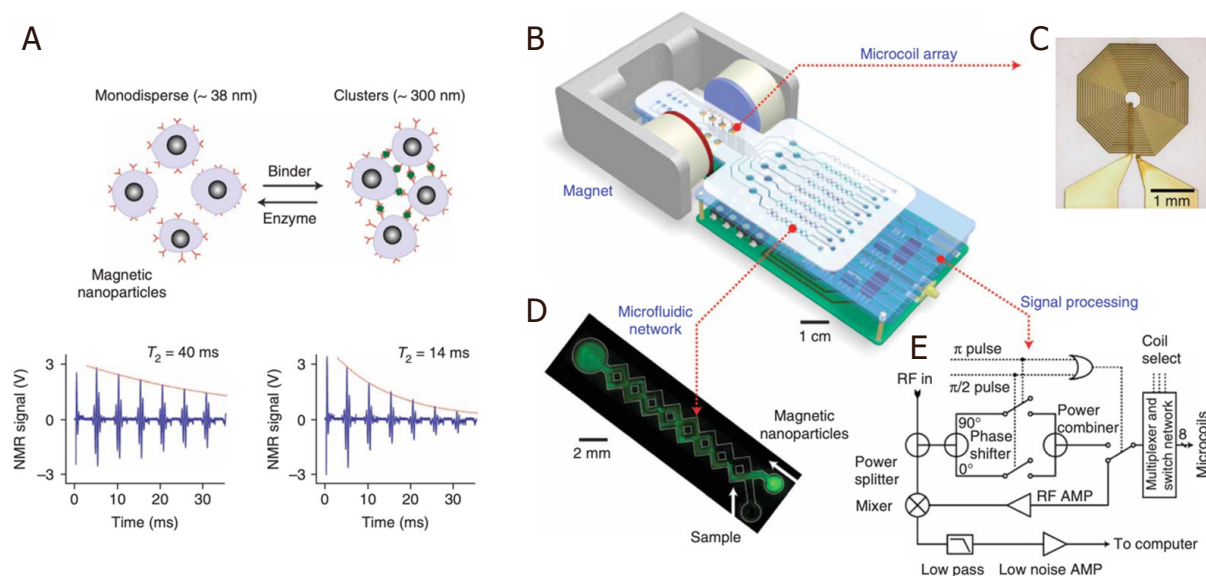 A
Monodisperse (~ 38 nm)
Clusters (~ 300 nm)
Binder
Enzyme
Magnetic
nanoparticles
T2 = 40 ms
T2 = 14 ms
NMR signal (V)
3
0
–3
0 10 20 30
Time (ms)
NMR signal (V)
3
0
–3
0 10 20 30
Time (ms)
B
Microcoil array
Magnet
Microfluidic
network
1 cm
Signal processing
C
1 mm
D
2 mm
Magnetic
nanoparticles
Sample
E
π pulse
π/2 pulse
RF in
Coil
select
90°
Phase
shifter
0°
Power
combiner
Power
splitter
Mixer
RF AMP
Multiplexer and
switch network
8
Microcoils
To computer
Low pass
Low noise AMP